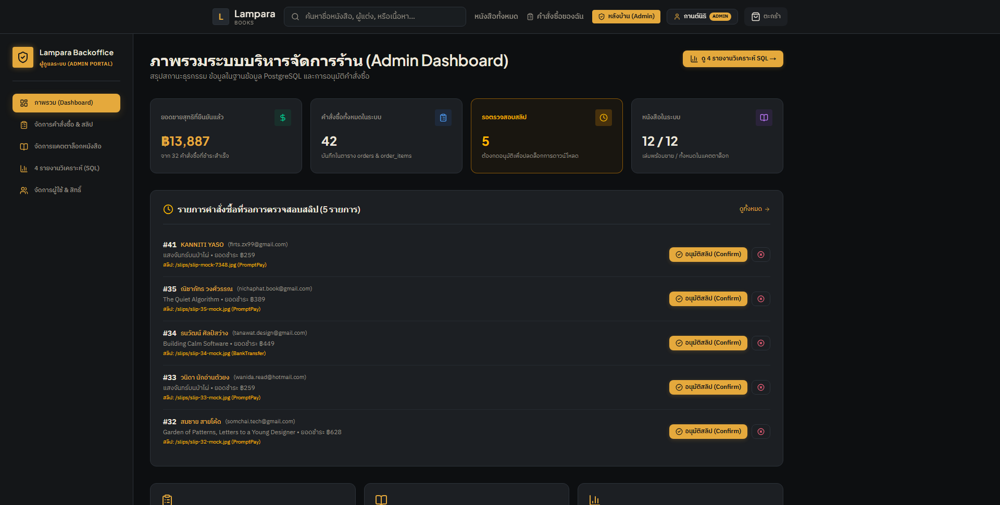 L Lampara BOOKS
ค้นหาชื่อหนังสือ, ผู้แต่ง, หรือเนื้อหา...
หนังสือทั้งหมด
คำสั่งซื้อของฉัน
หลังบ้าน (Admin)
กานต์นิธิ ADMIN
ตะกร้า
Lampara Backoffice
ผู้ดูแลระบบ (ADMIN PORTAL)
ภาพรวม (Dashboard)
จัดการคำสั่งซื้อ & สลิป
จัดการแคตตาล็อกหนังสือ
4 รายงานวิเคราะห์ (SQL)
จัดการผู้ใช้ & สิทธิ์
ภาพรวมระบบบริหารจัดการร้าน (Admin Dashboard)
สรุปสถานะธุรกรรม ข้อมูลในฐานข้อมูล PostgreSQL และการอนุมัติคำสั่งซื้อ
ดู 4 รายงานวิเคราะห์ SQL →
ยอดขายสุทธิที่ยืนยันแล้ว
฿13,887
จาก 32 คำสั่งซื้อที่ชำระสำเร็จ
คำสั่งซื้อทั้งหมดในระบบ
42
บันทึกในตาราง orders & order_items
รอตรวจสอบสลิป
5
ต้องกดอนุมัติเพื่อปลดล็อกการดาวน์โหลด
หนังสือในระบบ
12 / 12
เล่มพร้อมขาย / ทั้งหมดในแคตตาล็อก
รายการคำสั่งซื้อที่รอการตรวจสอบสลิป (5 รายการ)
ดูทั้งหมด →
#41 KANNITI YASO (firts.zx99@gmail.com)
แสงจันทร์บนป่าไผ่ • ยอดชำระ ฿259
สลิป: /slips/slip-mock-7348.jpg (PromptPay)
อนุมัติสลิป (Confirm)
#35 ณิชาภัทร วงศ์วรรณ (nichaphat.book@gmail.com)
The Quiet Algorithm • ยอดชำระ ฿389
สลิป: /slips/slip-35-mock.jpg (PromptPay)
อนุมัติสลิป (Confirm)
#34 ธนวัฒน์ ศิลป์สว่าง (tanawat.design@gmail.com)
Building Calm Software • ยอดชำระ ฿449
สลิป: /slips/slip-34-mock.jpg (BankTransfer)
อนุมัติสลิป (Confirm)
#33 วนิดา นักอ่านตัวยง (wanida.read@hotmail.com)
แสงจันทร์บนป่าไผ่ • ยอดชำระ ฿259
สลิป: /slips/slip-33-mock.jpg (PromptPay)
อนุมัติสลิป (Confirm)
#32 สมชาย สายโค้ด (somchai.tech@gmail.com)
Garden of Patterns, Letters to a Young Designer • ยอดชำระ ฿628
สลิป: /slips/slip-32-mock.jpg (PromptPay)
อนุมัติสลิป (Confirm)